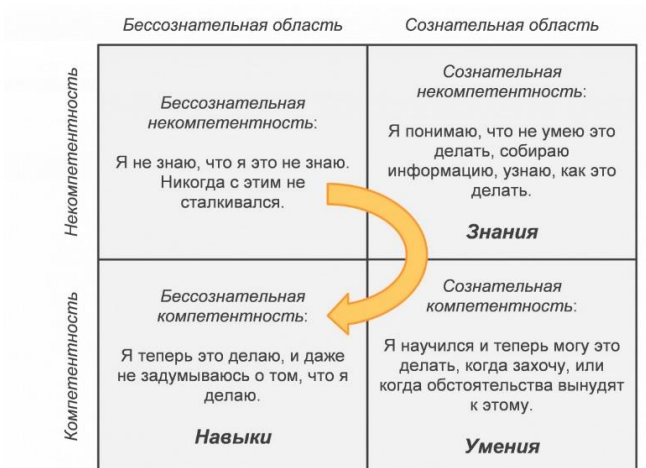 Бессознательная область
Сознательная область
Некомпетентность
Бессознательная
некомпетентность:
Я не знаю, что я это не знаю.
Никогда с этим не
сталкивался.
Сознательная
некомпетентность:
Я понимаю, что не умею это
делать, собираю
информацию, узнаю, как это
делать.
Знания
Компетентность
Бессознательная
компетентность:
Я теперь это делаю, и даже
не задумываюсь о том, что я
делаю.
Навыки
Сознательная
компетентность:
Я научился и теперь могу это
делать, когда захочу, или
когда обстоятельства вынудят
к этому.
Умения